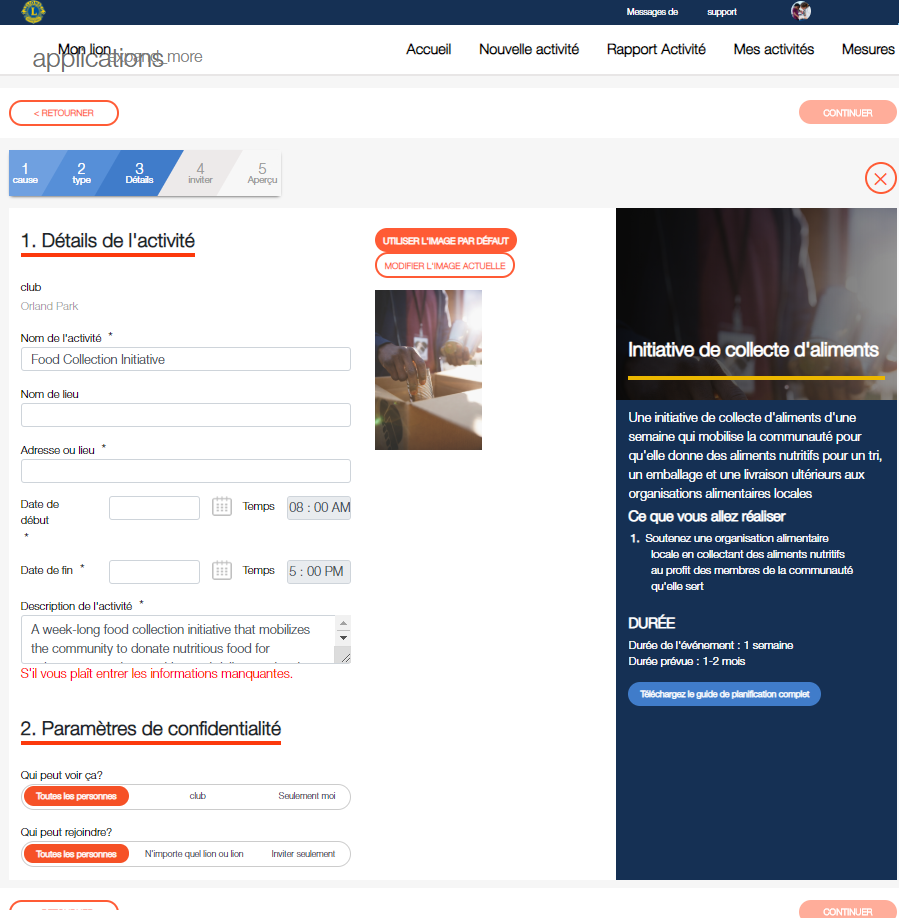 Messages de
support
Mon lion
applications
expand_more
Accueil
Nouvelle activité
Rapport Activité
Mes activités
Mesures
< RETOURNER
CONTINUER
1
cause
2
type
3
Détails
4
inviter
5
Aperçu
1. Détails de l'activité
club
Orland Park
Nom de l'activité *
Food Collection Initiative
Nom de lieu
Adresse ou lieu *
Date de
début
*
Temps
08 : 00 AM
Date de fin *
Temps
5 : 00 PM
Description de l'activité *
A week-long food collection initiative that mobilizes
the community to donate nutritious food for
S'il vous plaît entrer les informations manquantes.
2. Paramètres de confidentialité
Qui peut voir ça?
Toutes les personnes
club
Seulement moi
Qui peut rejoindre?
Toutes les personnes
N'importe quel lion ou lion
Inviter seulement
UTILISER L'IMAGE PAR DÉFAUT
MODIFIER L'IMAGE ACTUELLE
Initiative de collecte d'aliments
Une initiative de collecte d'aliments d'une
semaine qui mobilise la communauté pour
qu'elle donne des aliments nutritifs pour un tri,
un emballage et une livraison ultérieurs aux
organisations alimentaires locales
Ce que vous allez réaliser
1. Soutenez une organisation alimentaire
locale en collectant des aliments nutritifs
au profit des membres de la communauté
qu'elle sert
DURÉE
Durée de l'événement : 1 semaine
Durée prévue : 1-2 mois
Téléchargez le guide de planification complet
CONTINUER